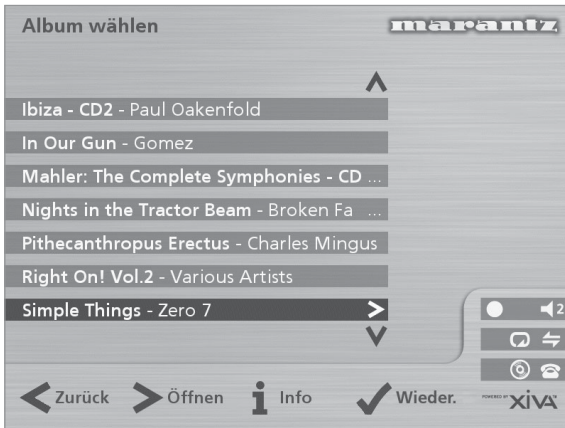 Album wählen
marantz
Ibiza - CD2 - Paul Oakenfold
In Our Gun - Gomez
Mahler: The Complete Symphonies - CD ...
Nights in the Tractor Beam - Broken Fa ...
Pithecanthropus Erectus - Charles Mingus
Right On! Vol.2 - Various Artists
Simple Things - Zero 7
2
Zurück Öffnen i Info Wieder.
POWERED BY XiVA